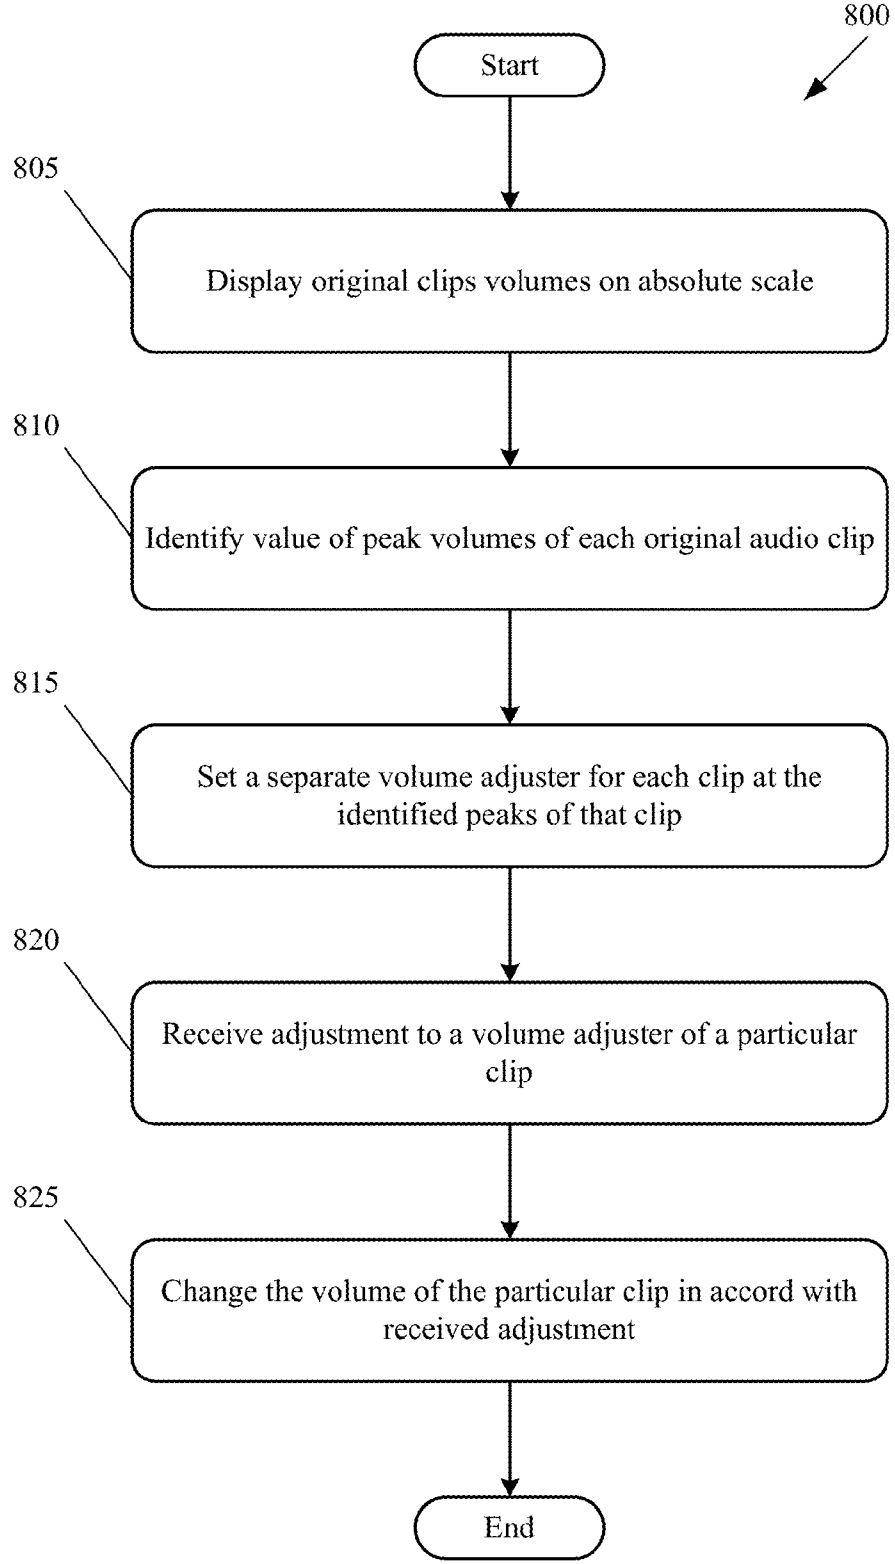 800
Start
805
Display original clips volumes on absolute scale
810
Identify value of peak volumes of each original audio clip
815
Set a separate volume adjuster for each clip at the
identified peaks of that clip
820
Receive adjustment to a volume adjuster of a particular
clip
825
Change the volume of the particular clip in accord with
received adjustment
End